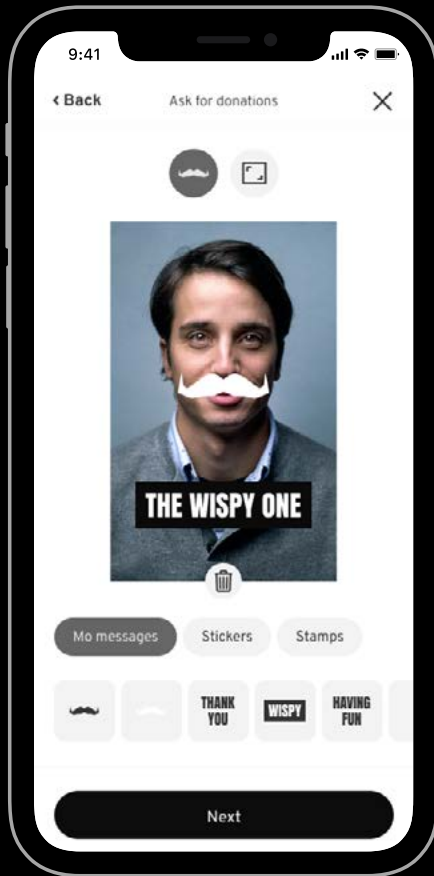 9:41
Back
Ask for donations
THE WISPY ONE
Mo messages
Stickers
Stamps
THANK
YOU
WISPY
HAVING
FUN
Next